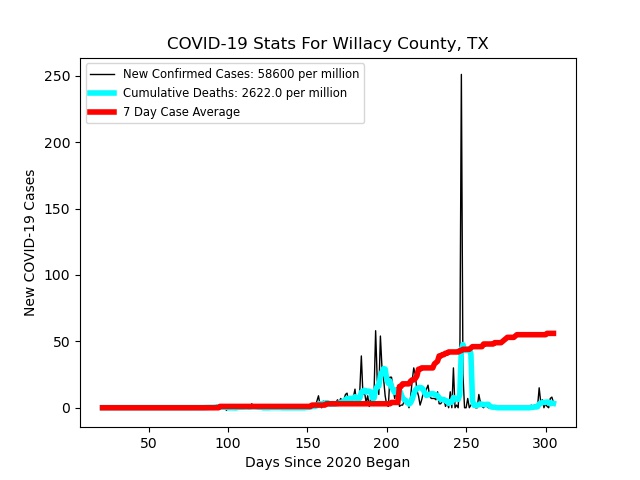 COVID-19 Stats For Willacy County, TX
New Confirmed Cases: 58600 per million
Cumulative Deaths: 2622.0 per million
7 Day Case Average
New COVID-19 Cases
250
200
150
100
50
0
50 100 150 200 250 300
Days Since 2020 Began